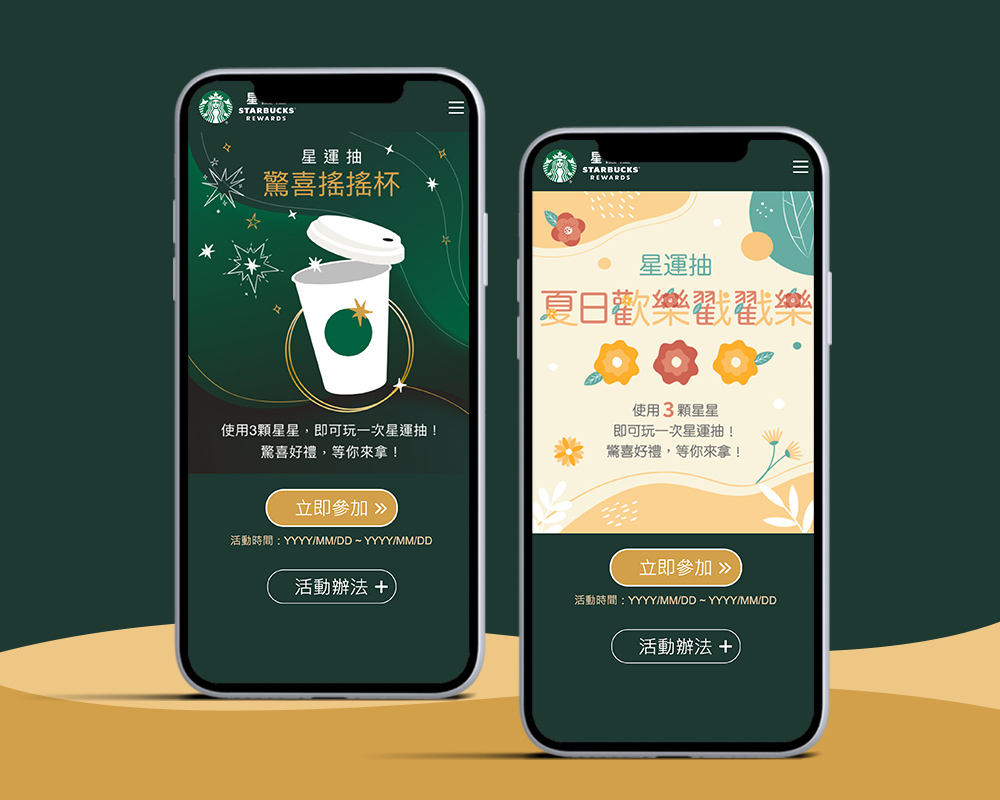 STARBUCKS
REWARDS
星運抽
驚喜搖搖杯
使用3顆星星，即可玩一次星運抽！
驚喜好禮，等你來拿！
立即參加 »
活動時間：YYYY/MM/DD ~ YYYY/MM/DD
活動辦法 +
STARBUCKS
REWARDS
星運抽
夏日歡樂戳戳樂
使用 3 顆星星
即可玩一次星運抽！
驚喜好禮，等你來拿！
立即參加 »
活動時間：YYYY/MM/DD ~ YYYY/MM/DD
活動辦法 +